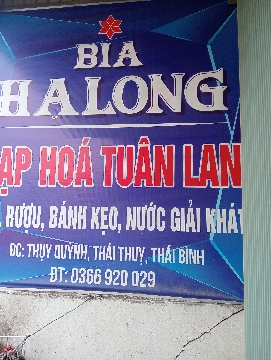 BIA
HẠLONG
ẠP HOÁ TUÂN LAN
RƯỢU, BÁNH KẸO, NƯỚC GIẢI KHÁT
ĐC: THỤY QUỲNH, THÁI THUỴ, THÁI BÌNH
ĐT: 0366 920 029